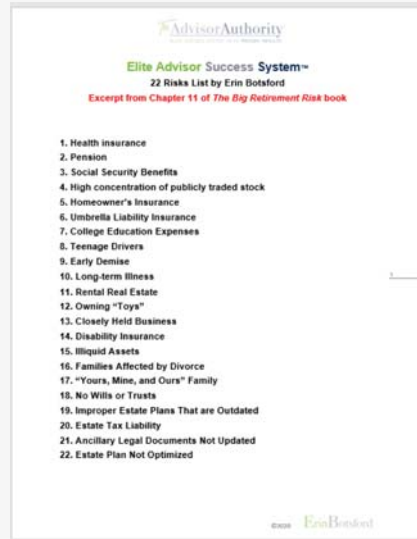 AdvisorAuthority
Elite Advisor Success System™
22 Risks List by Erin Botsford
Excerpt from Chapter 11 of The Big Retirement Risk book
1. Health insurance
2. Pension
3. Social Security Benefits
4. High concentration of publicly traded stock
5. Homeowner's Insurance
6. Umbrella Liability Insurance
7. College Education Expenses
8. Teenage Drivers
9. Early Demise
10. Long-term Illness
11. Rental Real Estate
12. Owning “Toys”
13. Closely Held Business
14. Disability Insurance
15. Illiquid Assets
16. Families Affected by Divorce
17. “Yours, Mine, and Ours” Family
18. No Wills or Trusts
19. Improper Estate Plans That are Outdated
20. Estate Tax Liability
21. Ancillary Legal Documents Not Updated
22. Estate Plan Not Optimized
ErinBotsford